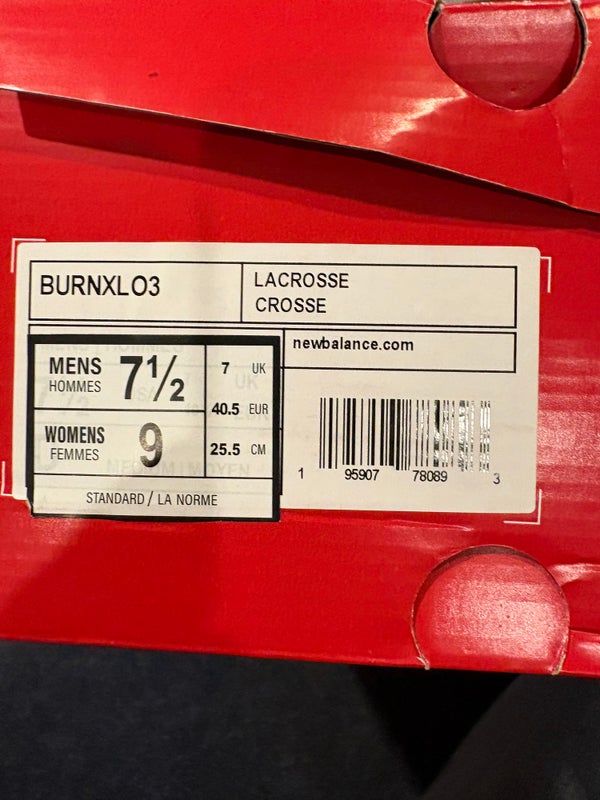 BURNXLO3
LACROSSE
CROSSE
newbalance.com
MENS
HOMMES
7½
7 UK
40.5 EUR
WOMENS
FEMMES
9
25.5 CM
STANDARD / LA NORME
1 95907 78089 3